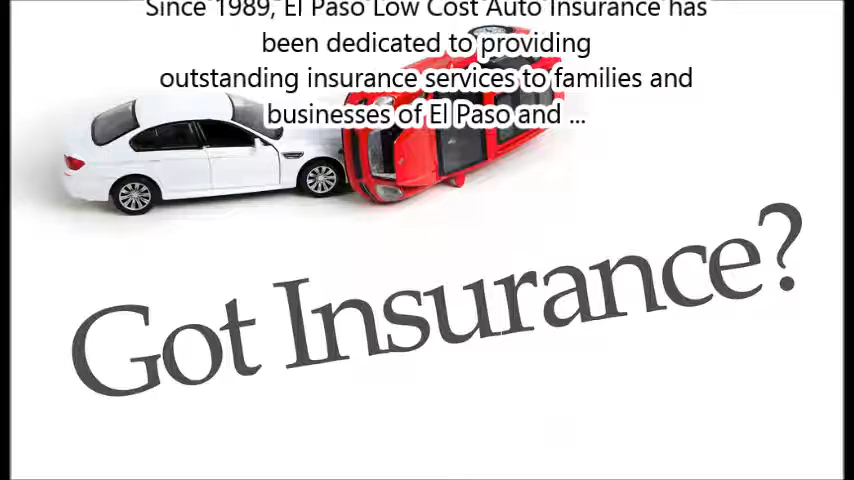 Since 1989, El Paso Low Cost Auto Insurance has
been dedicated to providing
outstanding insurance services to families and
businesses of El Paso and ...
Got Insurance?